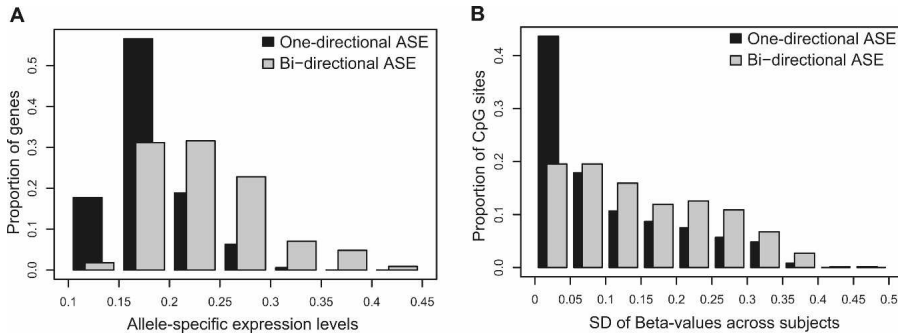 A
One-directional ASE
Bi-directional ASE
Proportion of genes
0.0 0.1 0.2 0.3 0.4 0.5
0.1 0.15 0.2 0.25 0.3 0.35 0.4 0.45
Allele-specific expression levels
B
One-directional ASE
Bi-directional ASE
Proportion of CpG sites
0.0 0.1 0.2 0.3 0.4
0 0.05 0.1 0.15 0.2 0.25 0.3 0.35 0.4 0.45 0.5
SD of Beta-values across subjects